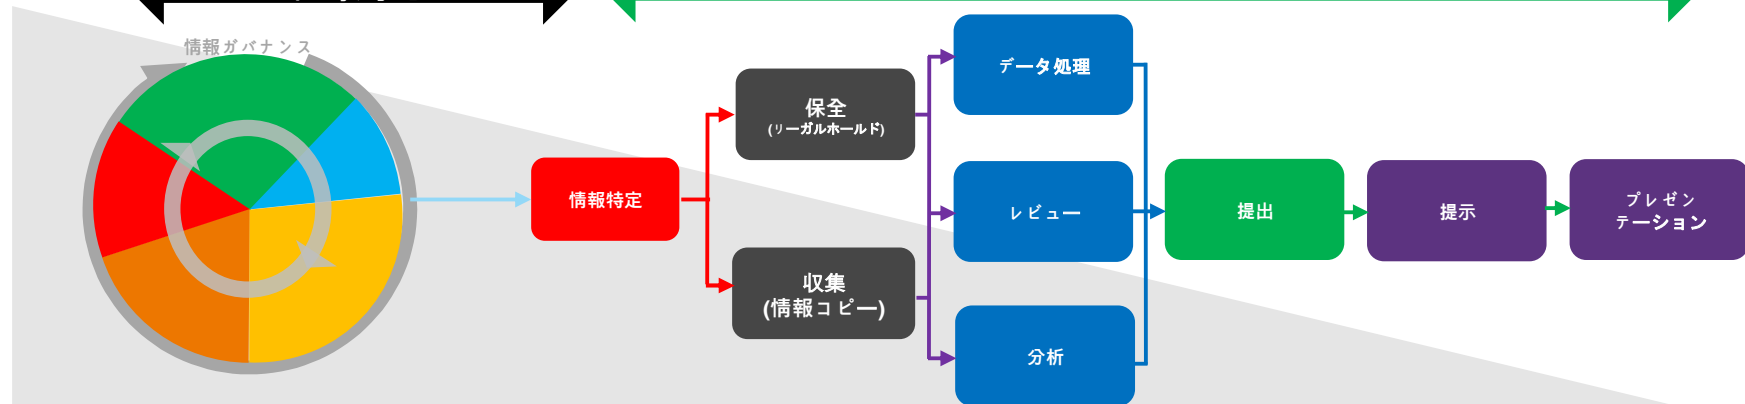 情報ガバナンス
情報特定
保全
(リーガルホールド)
収集
(情報コピー)
データ処理
レビュー
分析
提出
提示
プレゼン
テーション